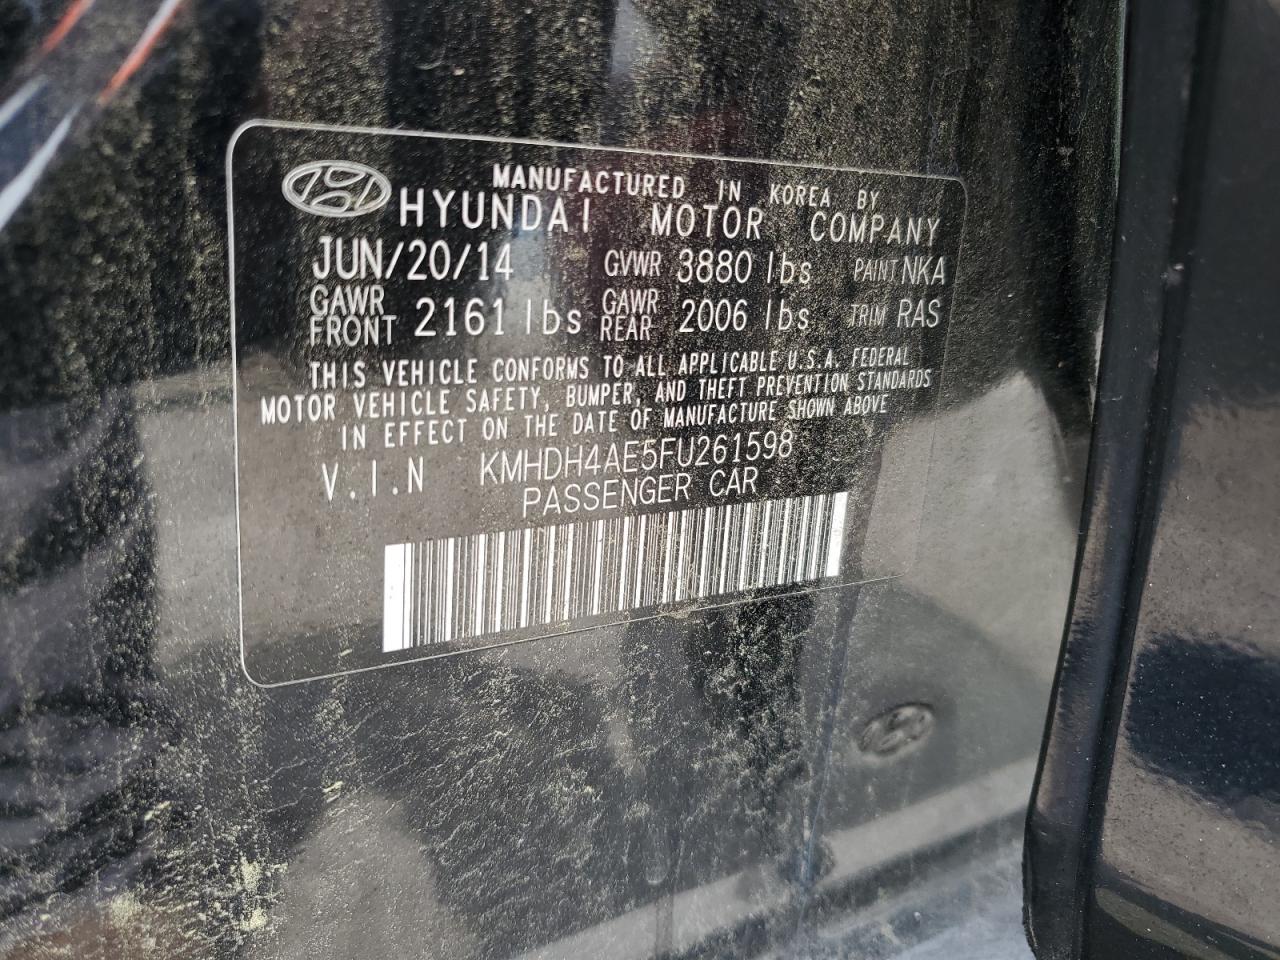 MANUFACTURED IN KOREA BY
HYUNDAI MOTOR COMPANY
JUN/20/14 GVWR 3880 lbs PAINT NKA
GAWR FRONT 2161 lbs GAWR REAR 2006 lbs TRIM RAS
THIS VEHICLE CONFORMS TO ALL APPLICABLE U.S.A. FEDERAL
MOTOR VEHICLE SAFETY, BUMPER, AND THEFT PREVENTION STANDARDS
IN EFFECT ON THE DATE OF MANUFACTURE SHOWN ABOVE
V.I.N KMHDH4AE5FU261598
PASSENGER CAR